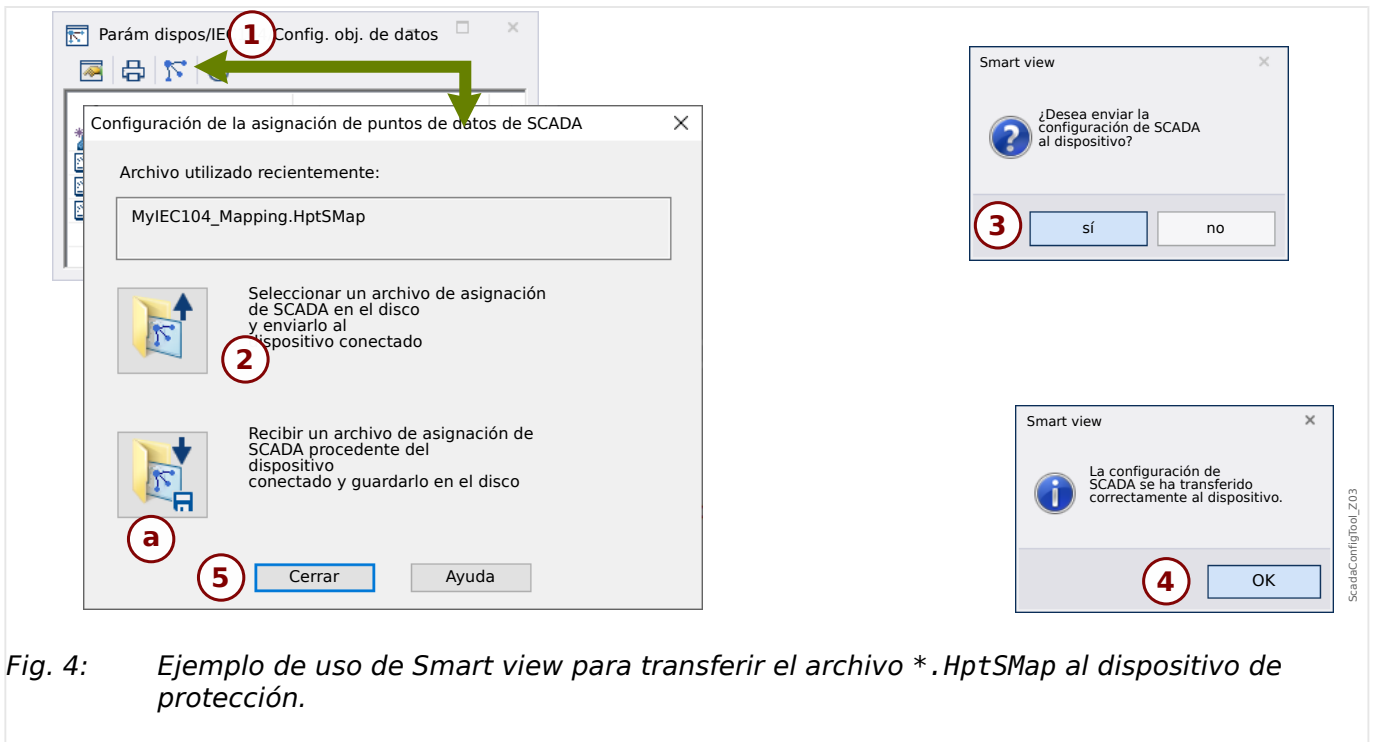 Parám dispos/IE
1
Config. obj. de datos
Configuración de la asignación de puntos de datos de SCADA
Archivo utilizado recientemente:
MyIEC104_Mapping.HptSMap
Seleccionar un archivo de asignación
de SCADA en el disco
y enviarlo al
dispositivo conectado
2
Recibir un archivo de asignación de
SCADA procedente del
dispositivo
conectado y guardarlo en el disco
a
5
Cerrar
Ayuda
Smart view
¿Desea enviar la
configuración de SCADA
al dispositivo?
3
sí
no
Smart view
La configuración de
SCADA se ha transferido
correctamente al dispositivo.
4
OK
ScadaConfigTool_Z03
Fig. 4: Ejemplo de uso de Smart view para transferir el archivo *.HptSMap al dispositivo de
protección.